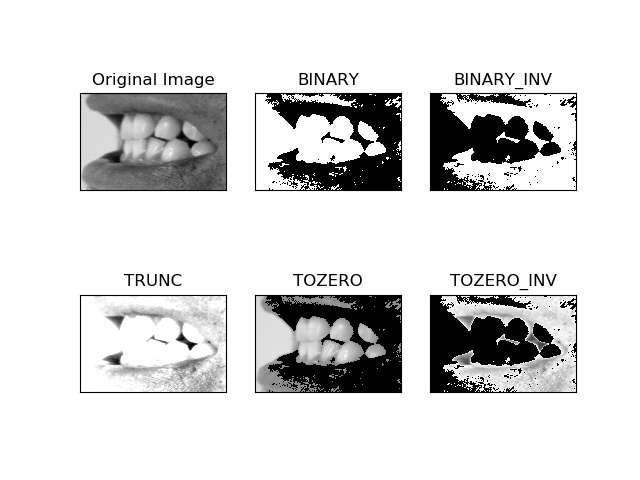 Original Image
BINARY
BINARY_INV
TRUNC
TOZERO
TOZERO_INV